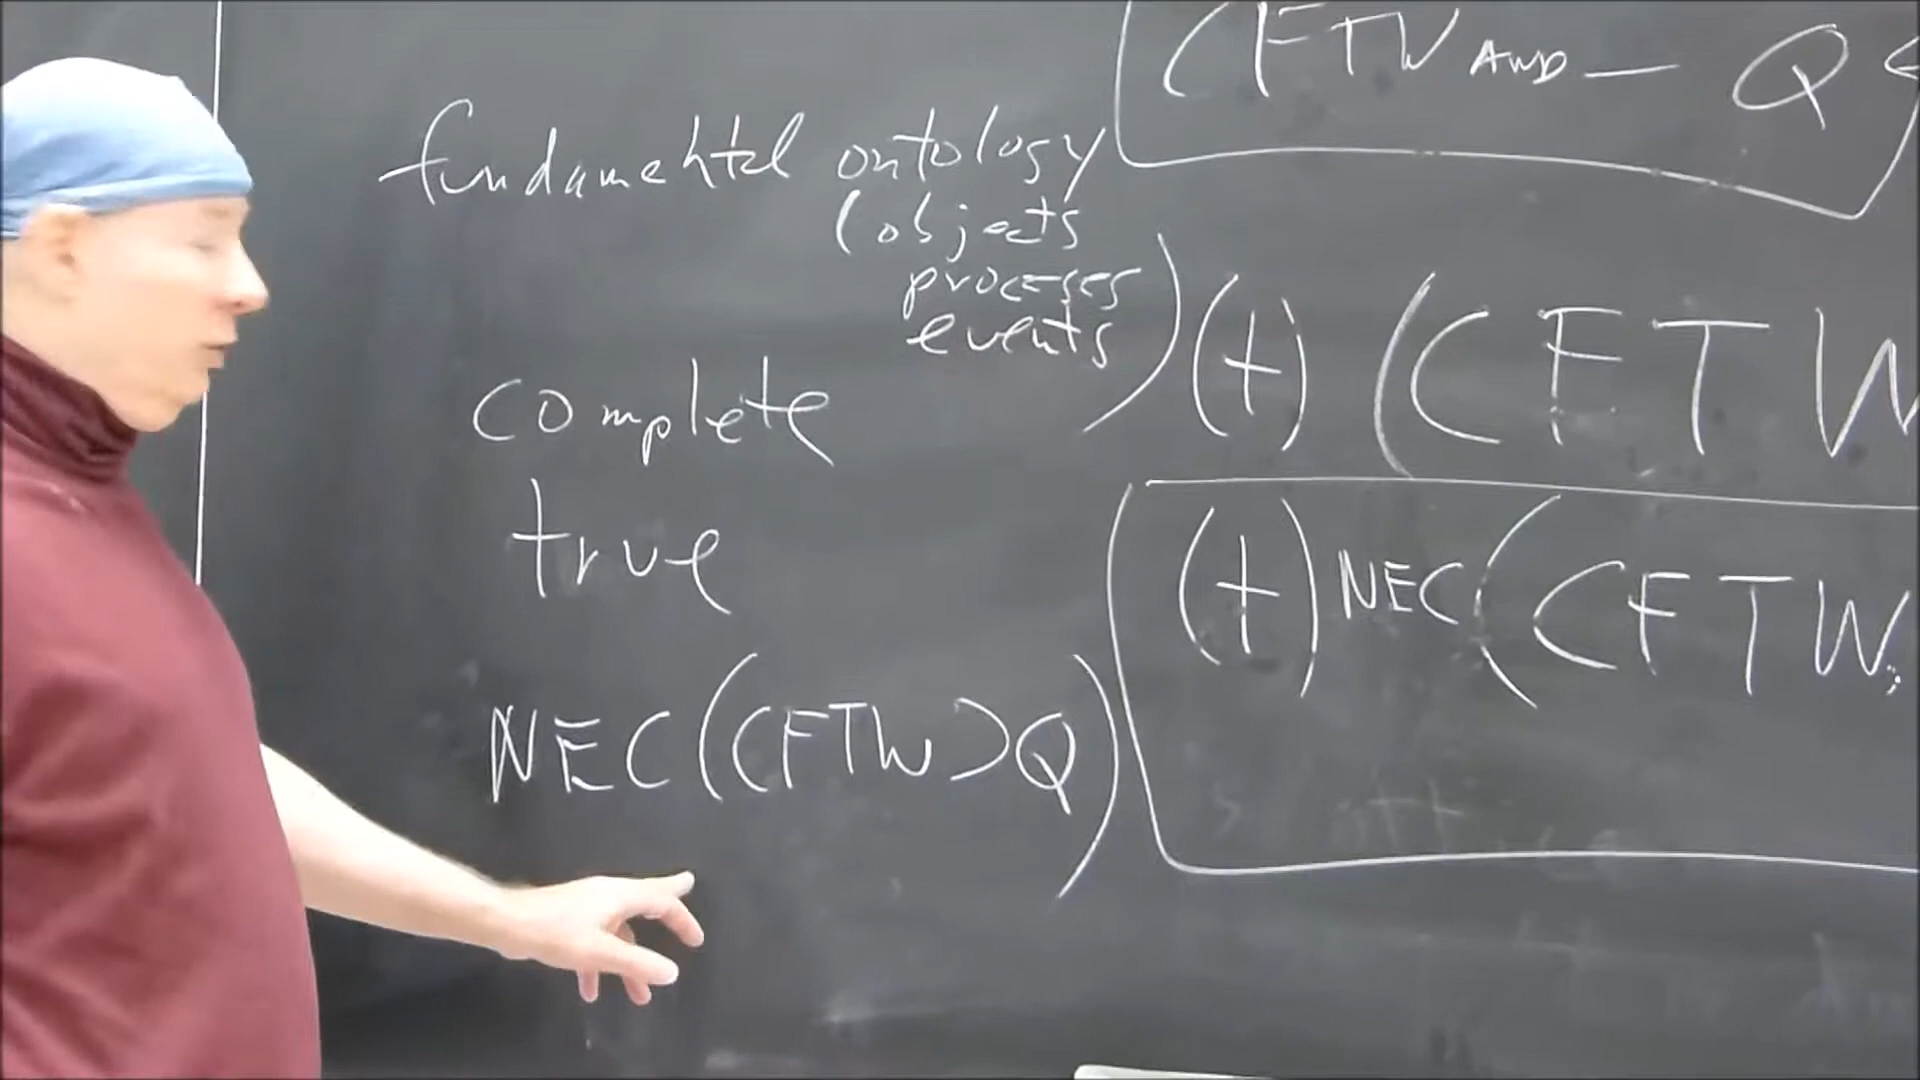 CFTW AND — Q
fundamental ontology
(objects
processes
events)
(+) (CFTW
complete
true
(+) NEC(CFTW
NEC(CFTW ⊃ Q)